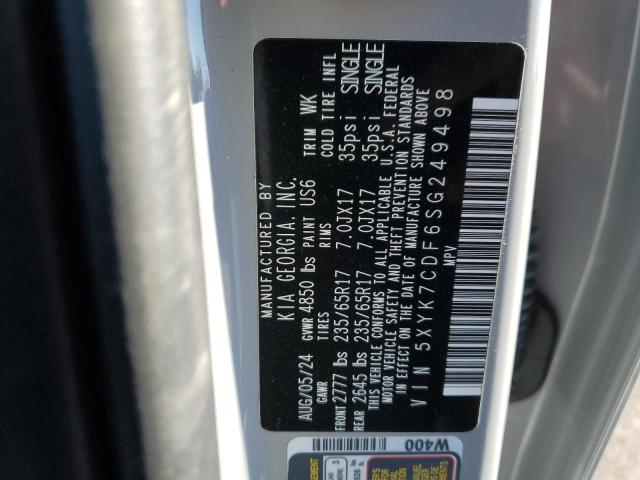 MANUFACTURED BY
KIA GEORGIA, INC.
AUG/05/24 GVWR 4850 lbs PAINT US6 TRIM WK
GAWR TIRES RIMS COLD TIRE INFL
FRONT 2777 lbs 235/65R17 7.0JX17 35psi SINGLE
REAR 2645 lbs 235/65R17 7.0JX17 35psi SINGLE
THIS VEHICLE CONFORMS TO ALL APPLICABLE U.S.A. FEDERAL
MOTOR VEHICLE SAFETY AND THEFT PREVENTION STANDARDS
IN EFFECT ON THE DATE OF MANUFACTURE SHOWN ABOVE
VIN 5XYK7CDF6SG249498
MPV
W400